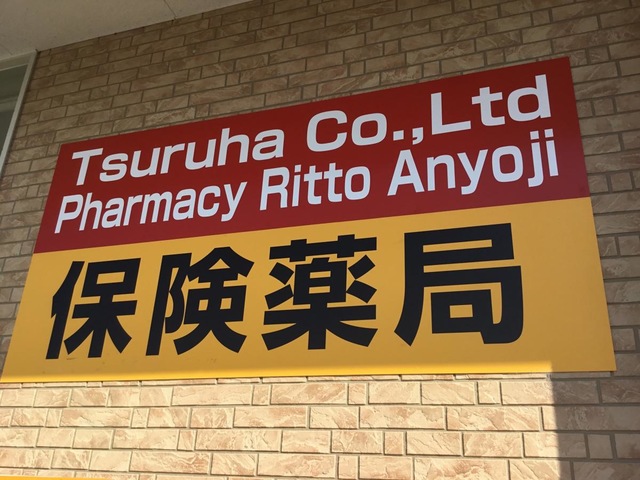 Tsuruha Co.,Ltd
Pharmacy Ritto Anyoji
保険薬局